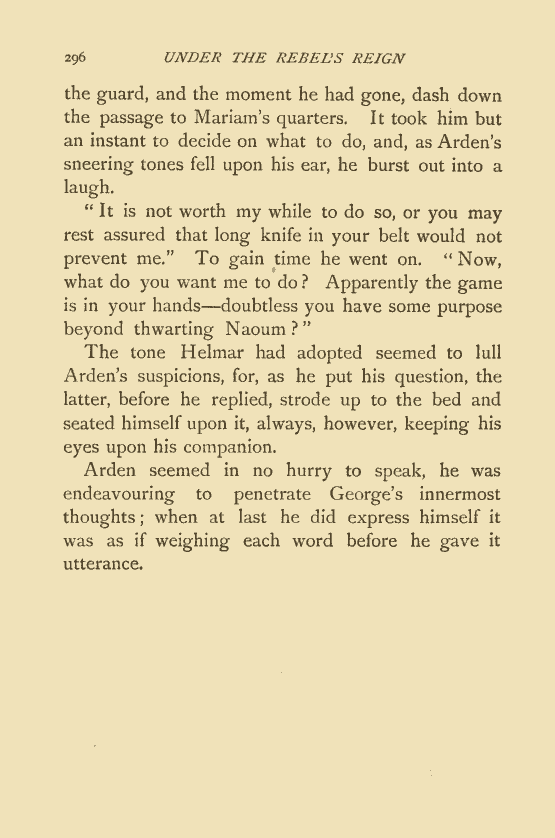 296 UNDER THE REBEL'S REIGN
the guard, and the moment he had gone, dash down
the passage to Mariam's quarters. It took him but
an instant to decide on what to do, and, as Arden's
sneering tones fell upon his ear, he burst out into a
laugh.
"It is not worth my while to do so, or you may
rest assured that long knife in your belt would not
prevent me." To gain time he went on. "Now,
what do you want me to do? Apparently the game
is in your hands—doubtless you have some purpose
beyond thwarting Naoum?"
The tone Helmar had adopted seemed to lull
Arden's suspicions, for, as he put his question, the
latter, before he replied, strode up to the bed and
seated himself upon it, always, however, keeping his
eyes upon his companion.
Arden seemed in no hurry to speak, he was
endeavouring to penetrate George's innermost
thoughts; when at last he did express himself it
was as if weighing each word before he gave it
utterance.